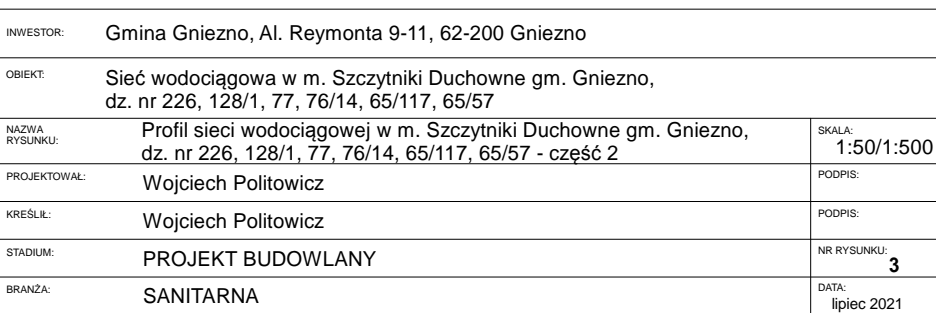 INWESTOR: Gmina Gniezno, Al. Reymonta 9-11, 62-200 Gniezno
OBIEKT: Sieć wodociągowa w m. Szczytniki Duchowne gm. Gniezno,
dz. nr 226, 128/1, 77, 76/14, 65/117, 65/57
NAZWA
RYSUNKU:
Profil sieci wodociągowej w m. Szczytniki Duchowne gm. Gniezno,
dz. nr 226, 128/1, 77, 76/14, 65/117, 65/57 - część 2
SKALA:
1:50/1:500
PROJEKTOWAŁ: Wojciech Politowicz PODPIS:
KREŚLIŁ: Wojciech Politowicz PODPIS:
STADIUM: PROJEKT BUDOWLANY
NR RYSUNKU:
3
BRANŻA: SANITARNA
DATA:
lipiec 2021